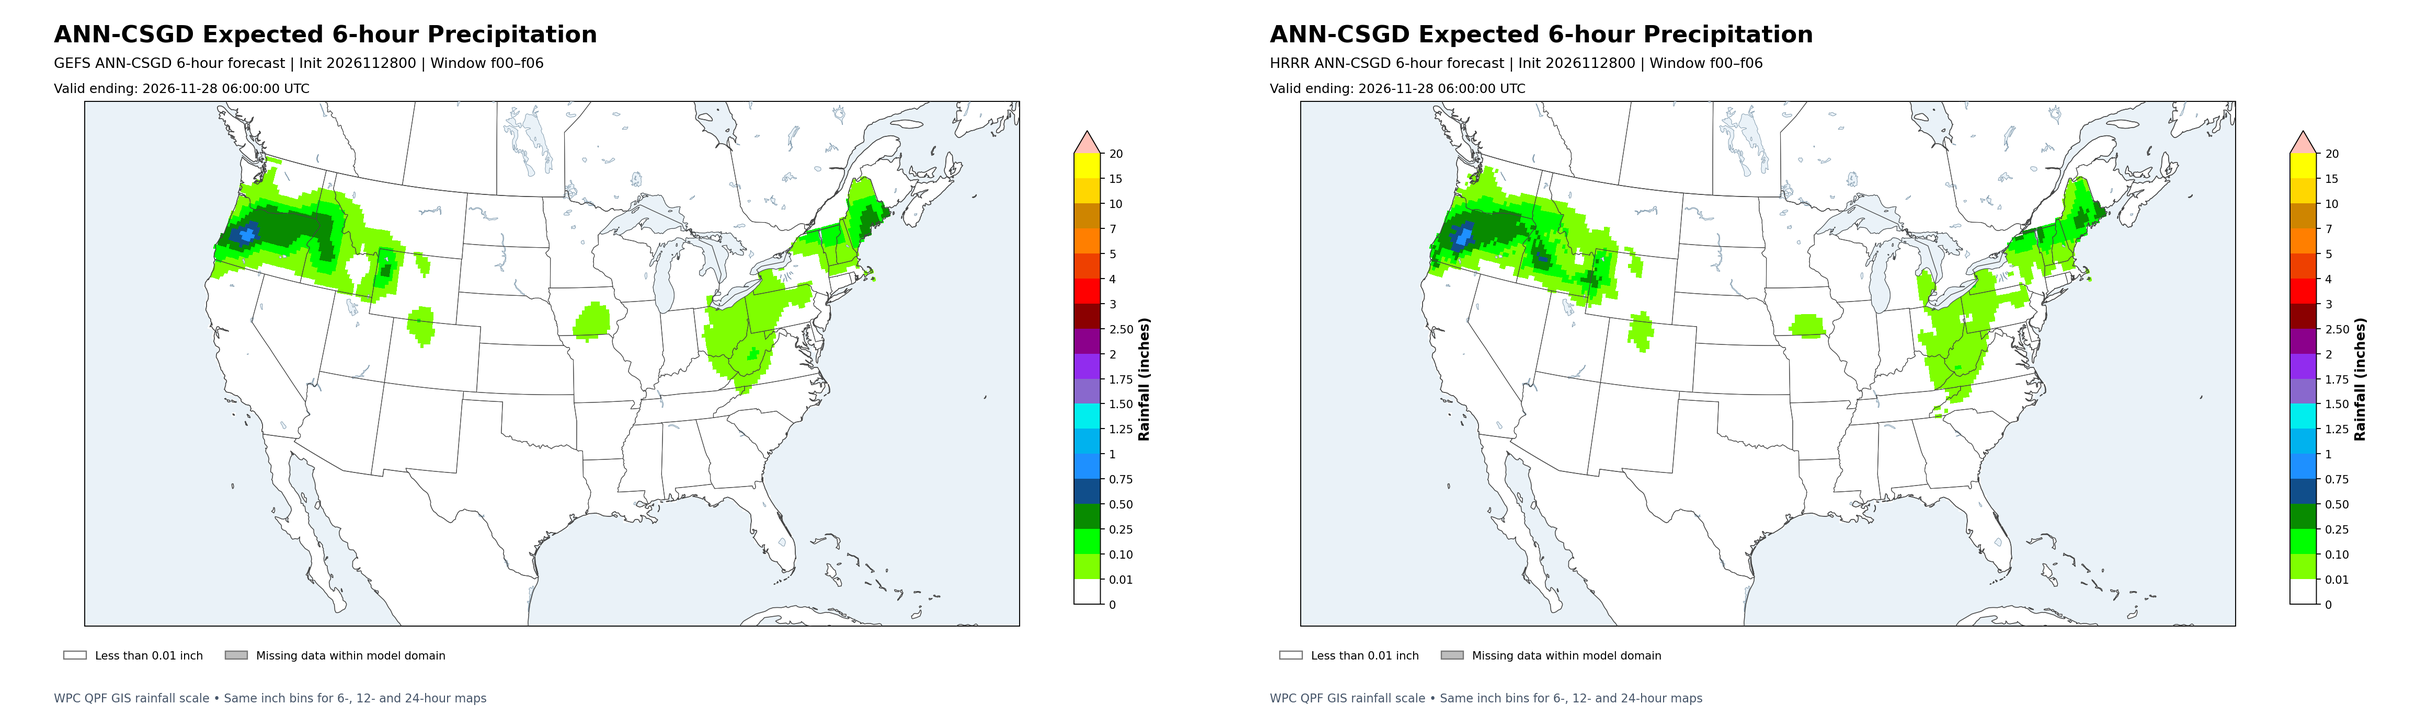 ANN-CSGD Expected 6-hour Precipitation
GEFS ANN-CSGD 6-hour forecast | Init 2026112800 | Window f00–f06
Valid ending: 2026-11-28 06:00:00 UTC
20
15
10
7
5
4
3
2.50
2
1.75
1.50
1.25
1
0.75
0.50
0.25
0.10
0.01
0
Rainfall (inches)
Less than 0.01 inch
Missing data within model domain
WPC QPF GIS rainfall scale • Same inch bins for 6-, 12- and 24-hour maps
ANN-CSGD Expected 6-hour Precipitation
HRRR ANN-CSGD 6-hour forecast | Init 2026112800 | Window f00–f06
Valid ending: 2026-11-28 06:00:00 UTC
20
15
10
7
5
4
3
2.50
2
1.75
1.50
1.25
1
0.75
0.50
0.25
0.10
0.01
0
Rainfall (inches)
Less than 0.01 inch
Missing data within model domain
WPC QPF GIS rainfall scale • Same inch bins for 6-, 12- and 24-hour maps